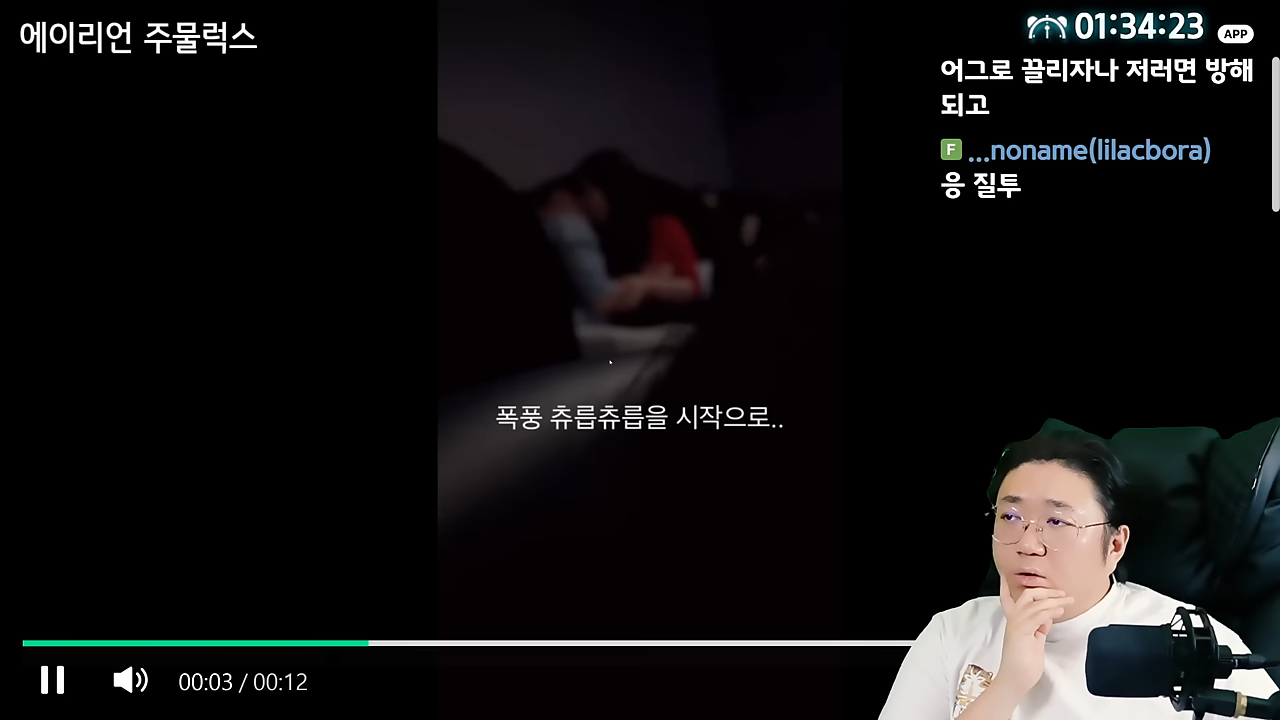 에이리언 주물럭스
01:34:23
APP
어그로 끌리자나 저러면 방해
되고
F ...noname(lilacbora)
응 질투
폭풍 츄릅츄릅을 시작으로..
00:03 / 00:12